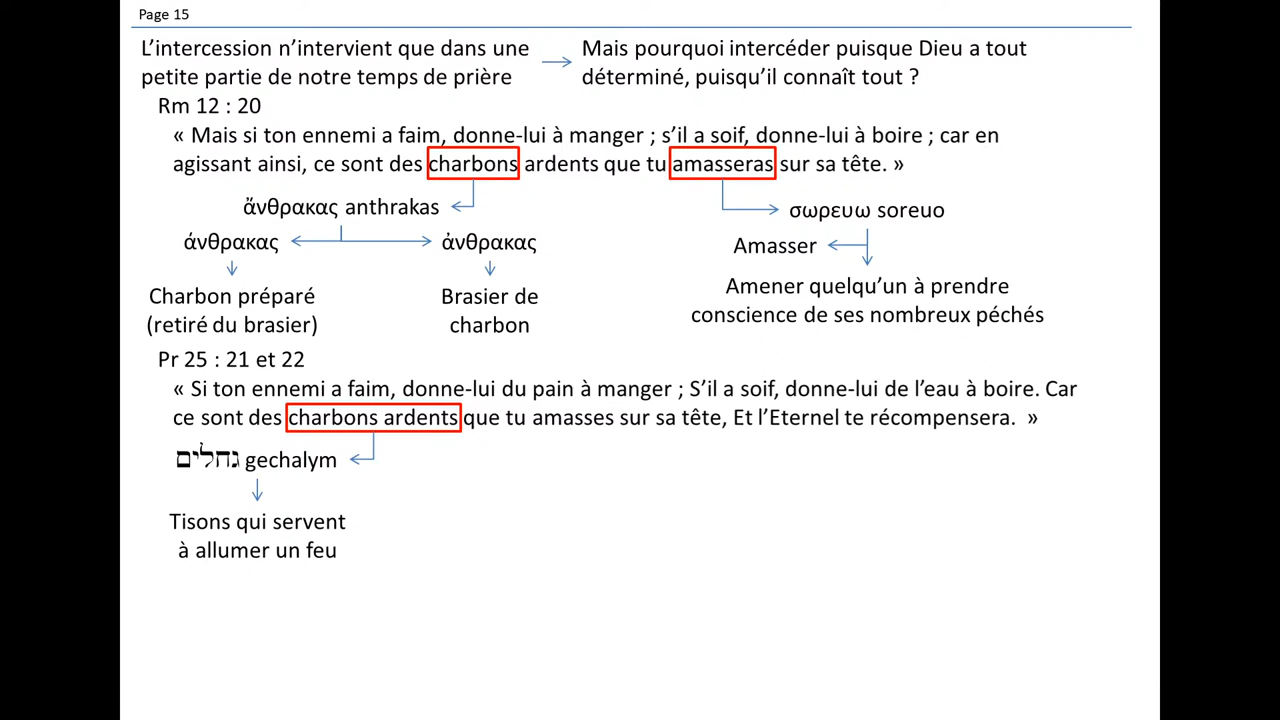 Page 15
L’intercession n’intervient que dans une
petite partie de notre temps de prière
Mais pourquoi intercéder puisque Dieu a tout
déterminé, puisqu’il connaît tout ?
Rm 12 : 20
« Mais si ton ennemi a faim, donne-lui à manger ; s’il a soif, donne-lui à boire ; car en
agissant ainsi, ce sont des charbons ardents que tu amasseras sur sa tête. »
ἄνθρακας anthrakas
σωρευω soreuo
άνθρακας
ἀνθρακας
Amasser
Charbon préparé
(retiré du brasier)
Brasier de
charbon
Amener quelqu’un à prendre
conscience de ses nombreux péchés
Pr 25 : 21 et 22
« Si ton ennemi a faim, donne-lui du pain à manger ; S’il a soif, donne-lui de l’eau à boire. Car
ce sont des charbons ardents que tu amasses sur sa tête, Et l’Eternel te récompensera. »
גחלים gechalym
Tisons qui servent
à allumer un feu